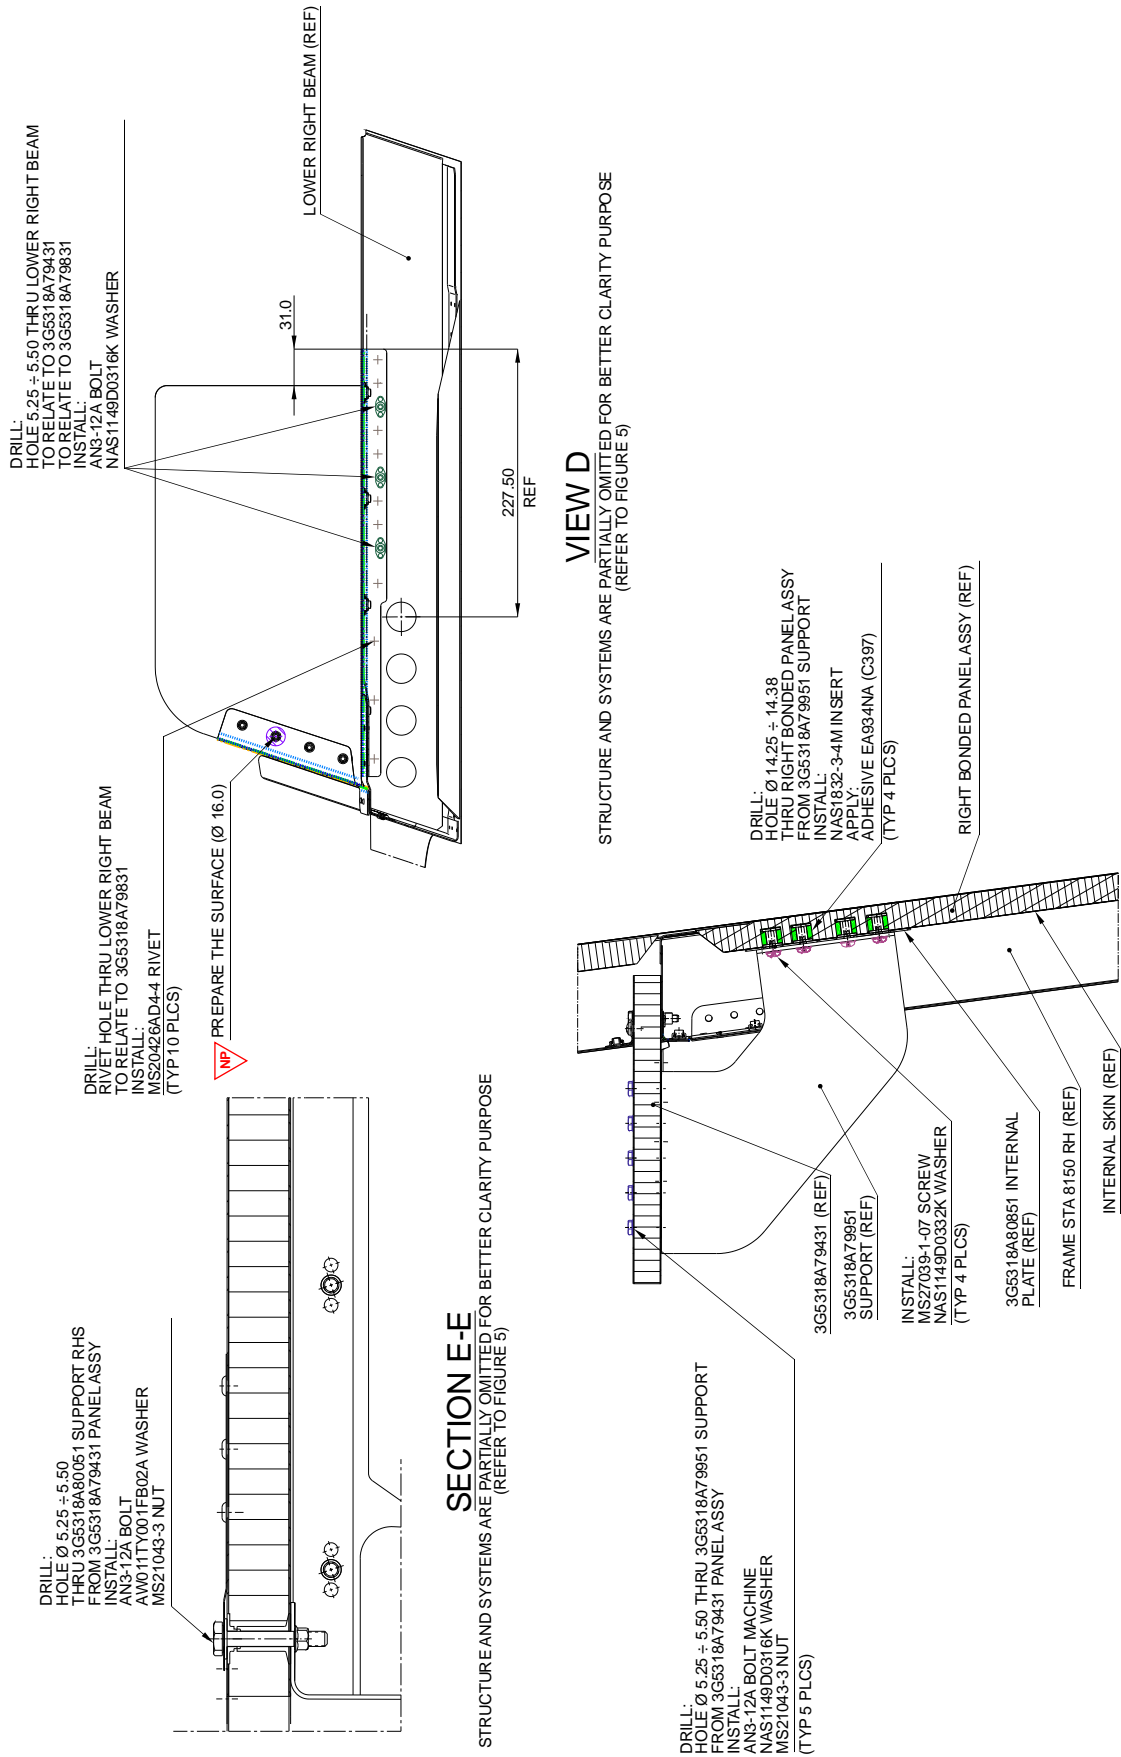 DRILL:
HOLE Ø 5.25 ÷ 5.50
THRU 3G5318A80051 SUPPORT RHS
FROM 3G5318A79431 PANEL ASSY
INSTALL:
AN3-12A BOLT
AW011TY001FB02A WASHER
MS21043-3 NUT
SECTION E-E
STRUCTURE AND SYSTEMS ARE PARTIALLY OMITTED FOR BETTER CLARITY PURPOSE
(REFER TO FIGURE 5)
DRILL:
RIVET HOLE THRU LOWER RIGHT BEAM
TO RELATE TO 3G5318A79831
INSTALL:
MS20426AD4-4 RIVET
(TYP 10 PLCS)
NP
PREPARE THE SURFACE (Ø 16.0)
DRILL:
HOLE 5.25 ÷ 5.50 THRU LOWER RIGHT BEAM
TO RELATE TO 3G5318A79431
TO RELATE TO 3G5318A79831
INSTALL:
AN3-12A BOLT
NAS1149D0316K WASHER
LOWER RIGHT BEAM (REF)
31.0
227.50
REF
VIEW D
STRUCTURE AND SYSTEMS ARE PARTIALLY OMITTED FOR BETTER CLARITY PURPOSE
(REFER TO FIGURE 5)
DRILL:
HOLE Ø 5.25 ÷ 5.50 THRU 3G5318A79951 SUPPORT
FROM 3G5318A79431 PANEL ASSY
INSTALL:
AN3-12A BOLT MACHINE
NAS1149D0316K WASHER
MS21043-3 NUT
(TYP 5 PLCS)
3G5318A79431 (REF)
3G5318A79951
SUPPORT (REF)
INSTALL:
MS27039-1-07 SCREW
NAS1149D0332K WASHER
(TYP 4 PLCS)
3G5318A80851 INTERNAL
PLATE (REF)
FRAME STA 8150 RH (REF)
INTERNAL SKIN (REF)
DRILL:
HOLE Ø 14.25 ÷ 14.38
THRU RIGHT BONDED PANEL ASSY
FROM 3G5318A79951 SUPPORT
INSTALL:
NAS1832-3-4M INSERT
APPLY:
ADHESIVE EA934NA (C397)
(TYP 4 PLCS)
RIGHT BONDED PANEL ASSY (REF)